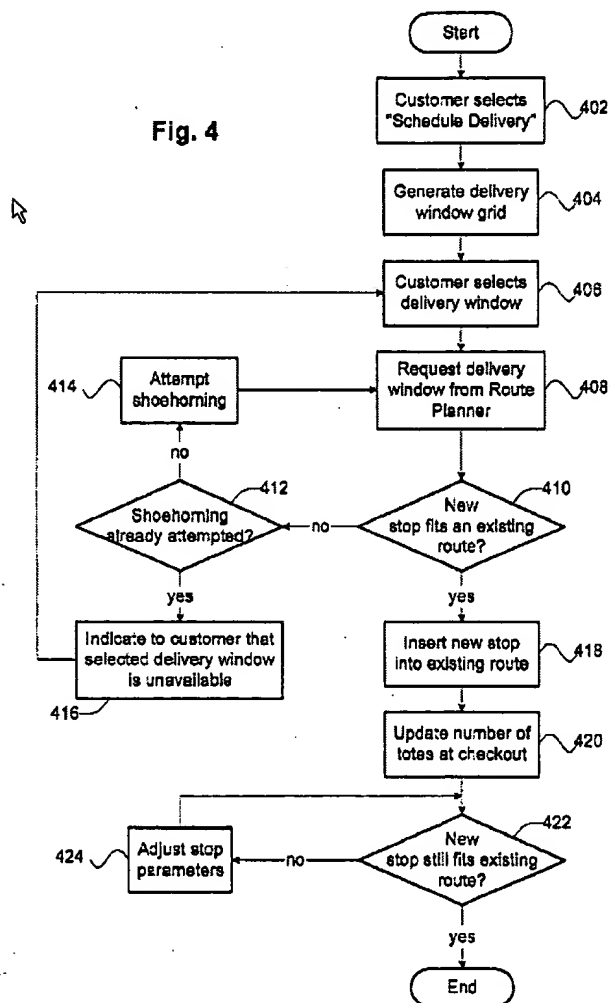 Fig. 4
Start
Customer selects
"Schedule Delivery"
402
Generate delivery
window grid
404
Customer selects
delivery window
406
Request delivery
window from Route
Planner
408
414
Attempt
shoehorning
no
412
Shoehorning
already attempted?
no
410
New
stop fits an existing
route?
yes
yes
Indicate to customer that
selected delivery window
is unavailable
416
Insert new stop
into existing route
418
Update number of
totes at checkout
420
422
New
stop still fits existing
route?
no
424
Adjust stop
parameters
yes
End